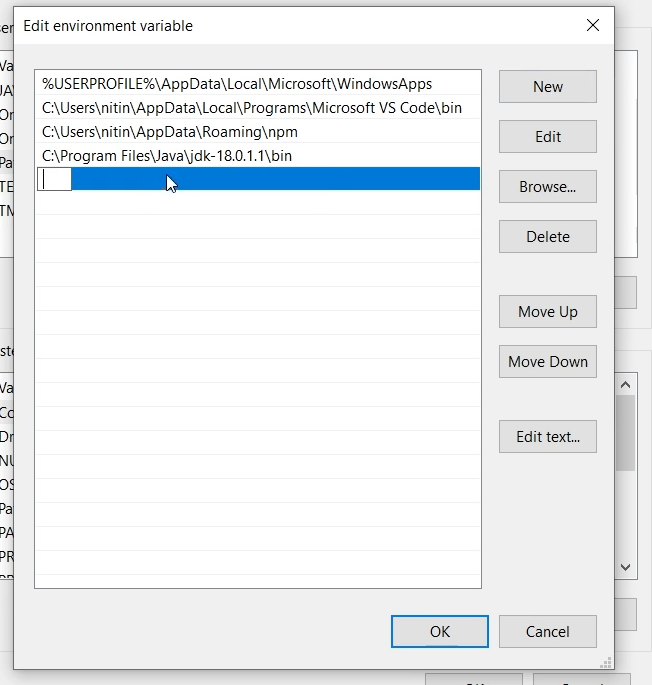 Edit environment variable
%USERPROFILE%\AppData\Local\Microsoft\WindowsApps
C:\Users\nitin\AppData\Local\Programs\Microsoft VS Code\bin
C:\Users\nitin\AppData\Roaming\npm
C:\Program Files\Java\jdk-18.0.1.1\bin
New
Edit
Browse...
Delete
Move Up
Move Down
Edit text...
OK
Cancel